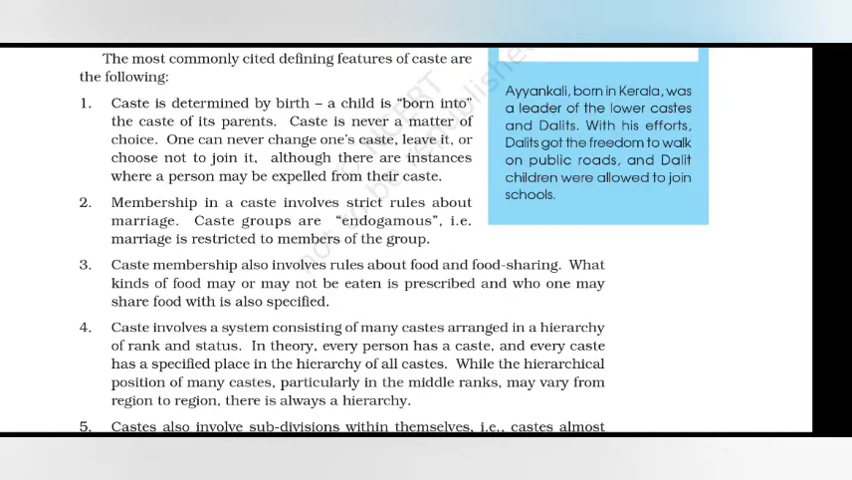 The most commonly cited defining features of caste are
the following:
1. Caste is determined by birth – a child is “born into”
the caste of its parents. Caste is never a matter of
choice. One can never change one’s caste, leave it, or
choose not to join it, although there are instances
where a person may be expelled from their caste.
2. Membership in a caste involves strict rules about
marriage. Caste groups are “endogamous”, i.e.
marriage is restricted to members of the group.
3. Caste membership also involves rules about food and food-sharing. What
kinds of food may or may not be eaten is prescribed and who one may
share food with is also specified.
4. Caste involves a system consisting of many castes arranged in a hierarchy
of rank and status. In theory, every person has a caste, and every caste
has a specified place in the hierarchy of all castes. While the hierarchical
position of many castes, particularly in the middle ranks, may vary from
region to region, there is always a hierarchy.
5. Castes also involve sub-divisions within themselves, i.e., castes almost
Ayyankali, born in Kerala, was
a leader of the lower castes
and Dalits. With his efforts,
Dalits got the freedom to walk
on public roads, and Dalit
children were allowed to join
schools.
© NCERT
not to be republished